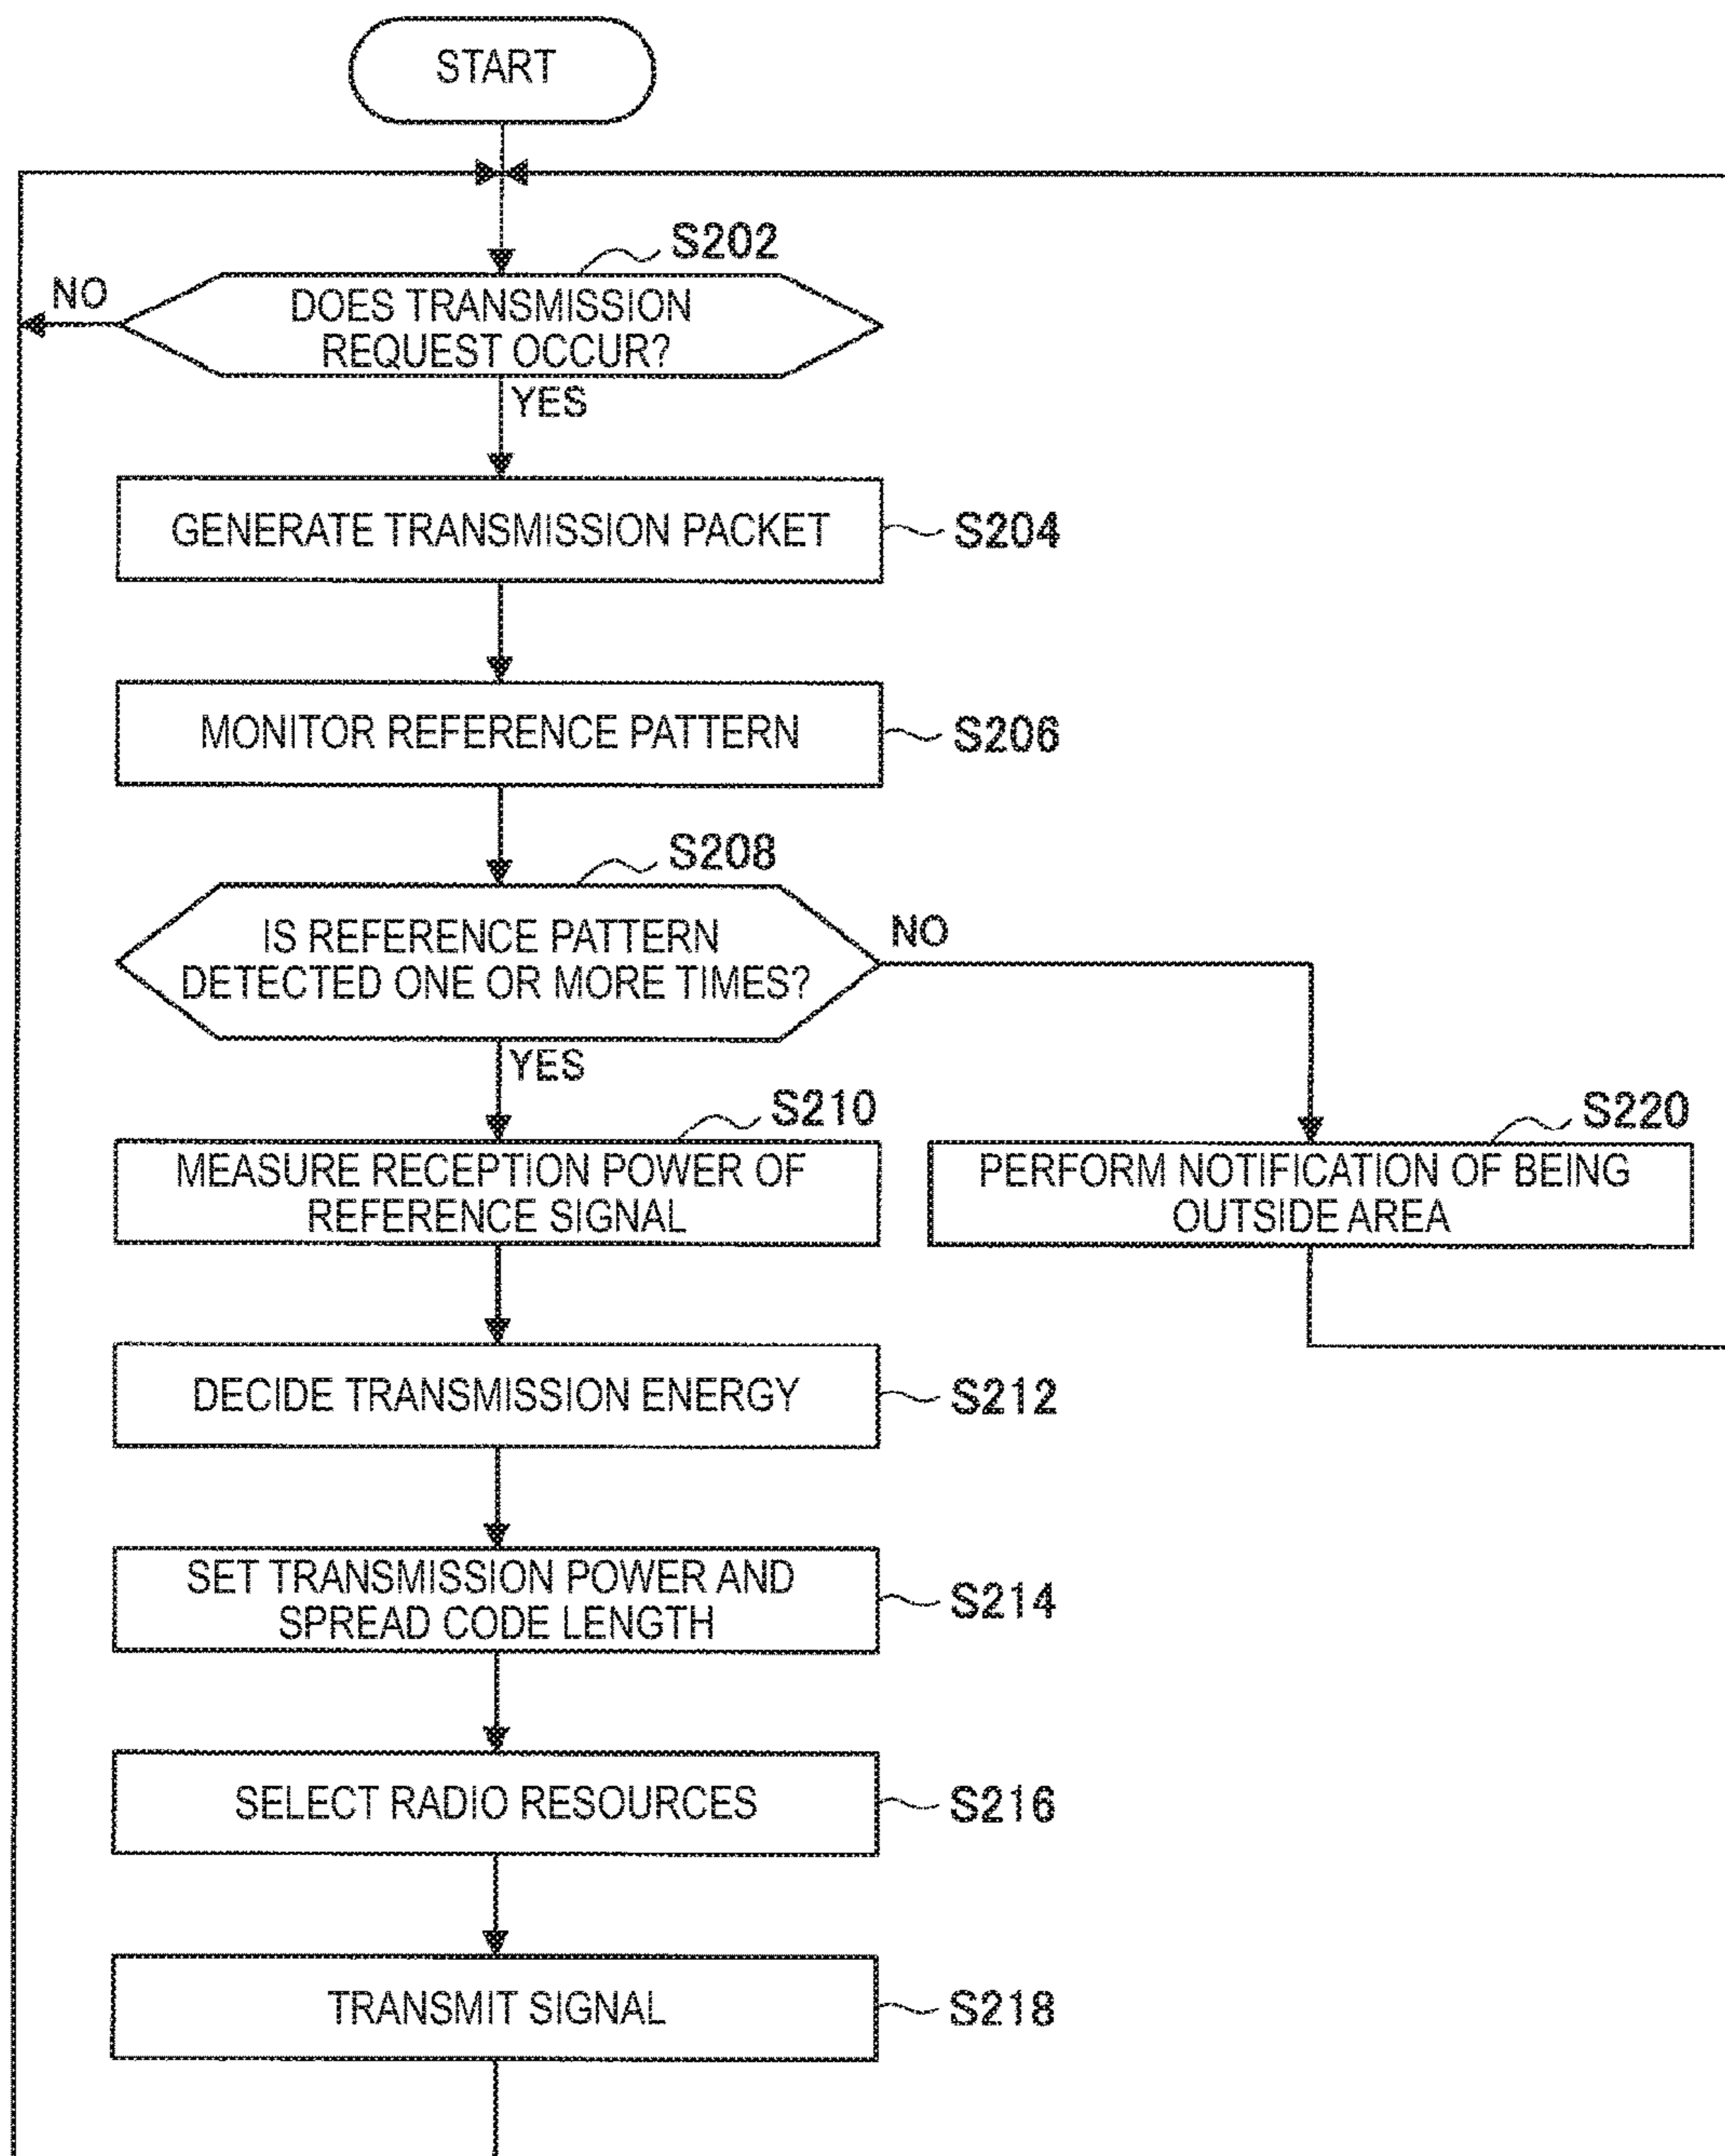 START
S202
NO
DOES TRANSMISSION
REQUEST OCCUR?
YES
GENERATE TRANSMISSION PACKET
S204
MONITOR REFERENCE PATTERN
S206
S208
IS REFERENCE PATTERN
DETECTED ONE OR MORE TIMES?
NO
YES
S210
MEASURE RECEPTION POWER OF
REFERENCE SIGNAL
S220
PERFORM NOTIFICATION OF BEING
OUTSIDE AREA
DECIDE TRANSMISSION ENERGY
S212
SET TRANSMISSION POWER AND
SPREAD CODE LENGTH
S214
SELECT RADIO RESOURCES
S216
TRANSMIT SIGNAL
S218